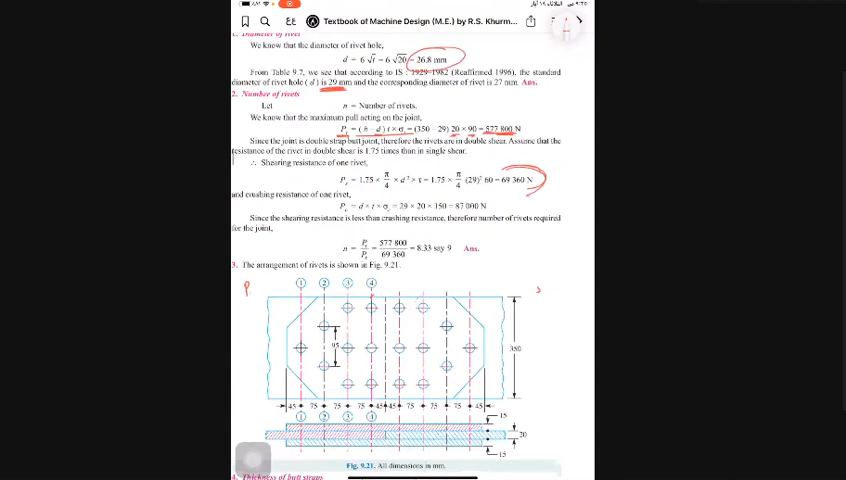 Textbook of Machine Design (M.E.) by R.S. Khurm...
1. Diameter of rivet
We know that the diameter of rivet hole,
d = 6 √t = 6 √20 = 26.8 mm
From Table 9.7, we see that according to IS : 1929–1982 (Reaffirmed 1996), the standard
diameter of rivet hole ( d ) is 29 mm and the corresponding diameter of rivet is 27 mm. Ans.
2. Number of rivets
Let n = Number of rivets.
We know that the maximum pull acting on the joint,
Pt = ( b – d ) t × σt = (350 – 29) 20 × 90 = 577 800 N
Since the joint is double strap butt joint, therefore the rivets are in double shear. Assume that the
resistance of the rivet in double shear is 1.75 times than in single shear.
∴ Shearing resistance of one rivet,
Ps = 1.75 × π/4 × d² × τ = 1.75 × π/4 (29)² 60 = 69 360 N
and crushing resistance of one rivet,
Pc = d × t × σc = 29 × 20 × 150 = 87 000 N
Since the shearing resistance is less than crushing resistance, therefore number of rivets required
for the joint,
n = Pt/Ps = 577 800/69 360 = 8.33 say 9 Ans.
3. The arrangement of rivets is shown in Fig. 9.21.
1 2 3 4
P
95
350
45 75 75 75 45 45 75 75 75 45
1 2 3 4
15
20
15
Fig. 9.21. All dimensions in mm.
4. Thickness of butt straps